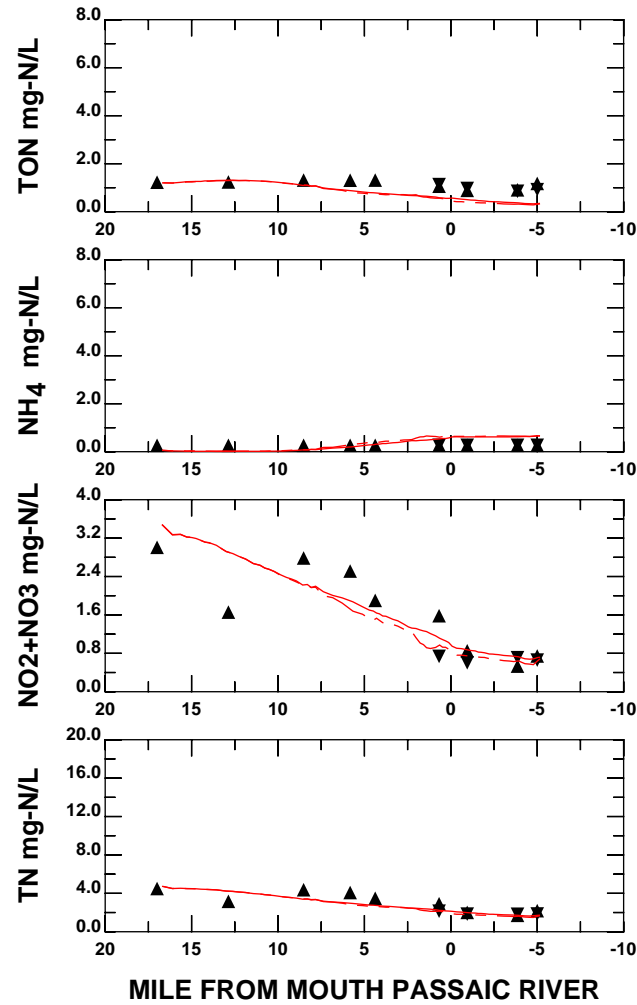 TON mg-N/L
8.0
6.0
4.0
2.0
0.0
20 15 10 5 0 -5 -10
NH4 mg-N/L
8.0
6.0
4.0
2.0
0.0
20 15 10 5 0 -5 -10
NO2+NO3 mg-N/L
4.0
3.2
2.4
1.6
0.8
0.0
20 15 10 5 0 -5 -10
TN mg-N/L
20.0
16.0
12.0
8.0
4.0
0.0
20 15 10 5 0 -5 -10
MILE FROM MOUTH PASSAIC RIVER